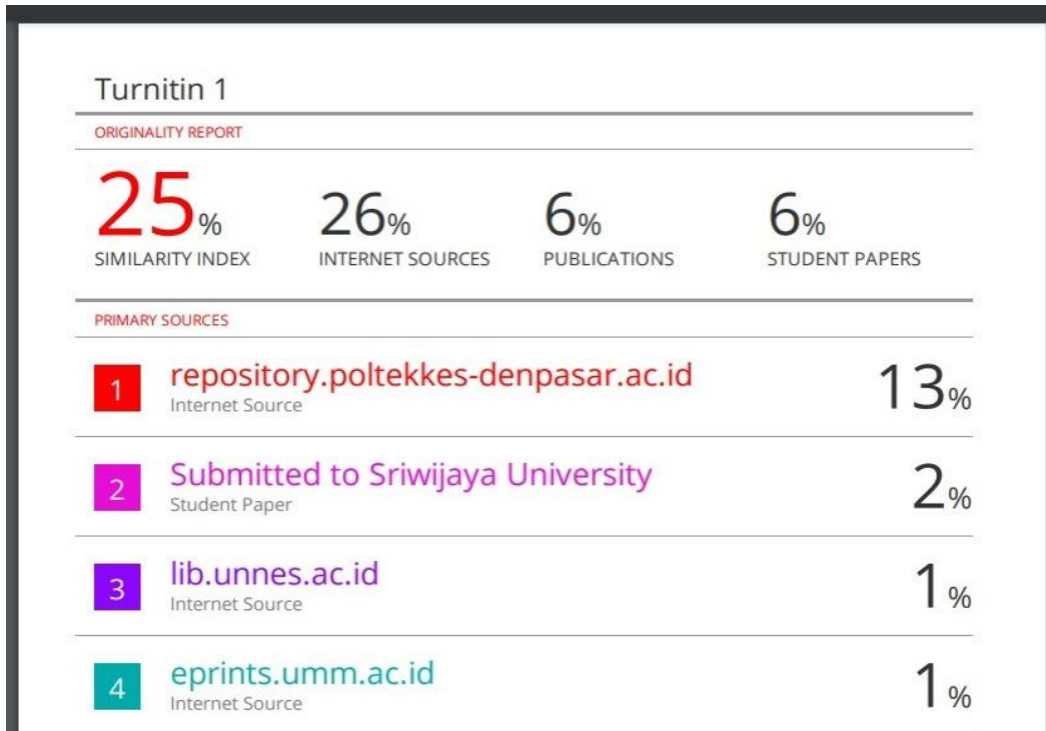 Turnitin 1
ORIGINALITY REPORT
25% 26% 6% 6%
SIMILARITY INDEX INTERNET SOURCES PUBLICATIONS STUDENT PAPERS
PRIMARY SOURCES
1 repository.poltekkes-denpasar.ac.id 13%
Internet Source
2 Submitted to Sriwijaya University 2%
Student Paper
3 lib.unnes.ac.id 1%
Internet Source
4 eprints.umm.ac.id 1%
Internet Source